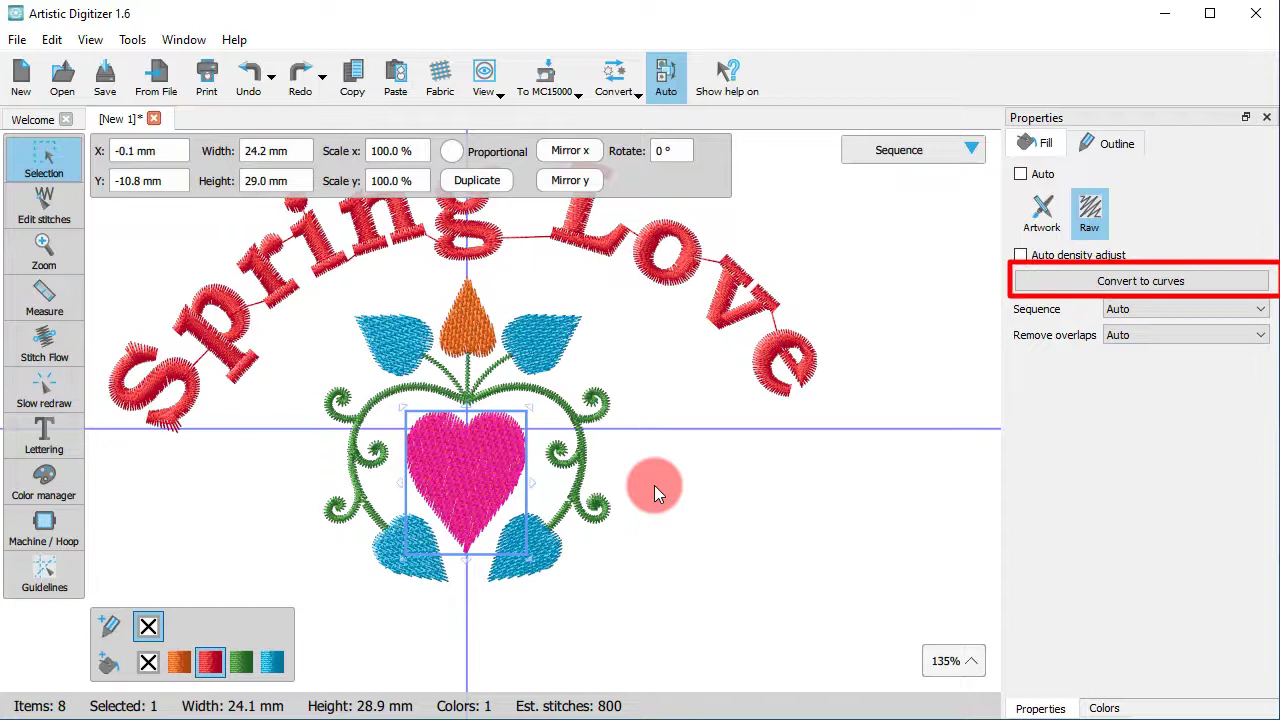 Artistic Digitizer 1.6
File Edit View Tools Window Help
New Open Save From File Print Undo Redo Copy Paste Fabric View To MC15000 Convert Auto Show help on
Welcome [New 1]*
X: -0.1 mm Width: 24.2 mm Scale x: 100.0 % Proportional Mirror x Rotate: 0 °
Y: -10.8 mm Height: 29.0 mm Scale y: 100.0 % Duplicate Mirror y
Sequence
Selection
Edit stitches
Zoom
Measure
Stitch Flow
Slow redraw
Lettering
Color manager
Machine / Hoop
Guidelines
Spring Love
135%
Properties
Fill Outline
Auto
Artwork Raw
Auto density adjust
Convert to curves
Sequence Auto
Remove overlaps Auto
Properties Colors
Items: 8 Selected: 1 Width: 24.1 mm Height: 28.9 mm Colors: 1 Est. stitches: 800